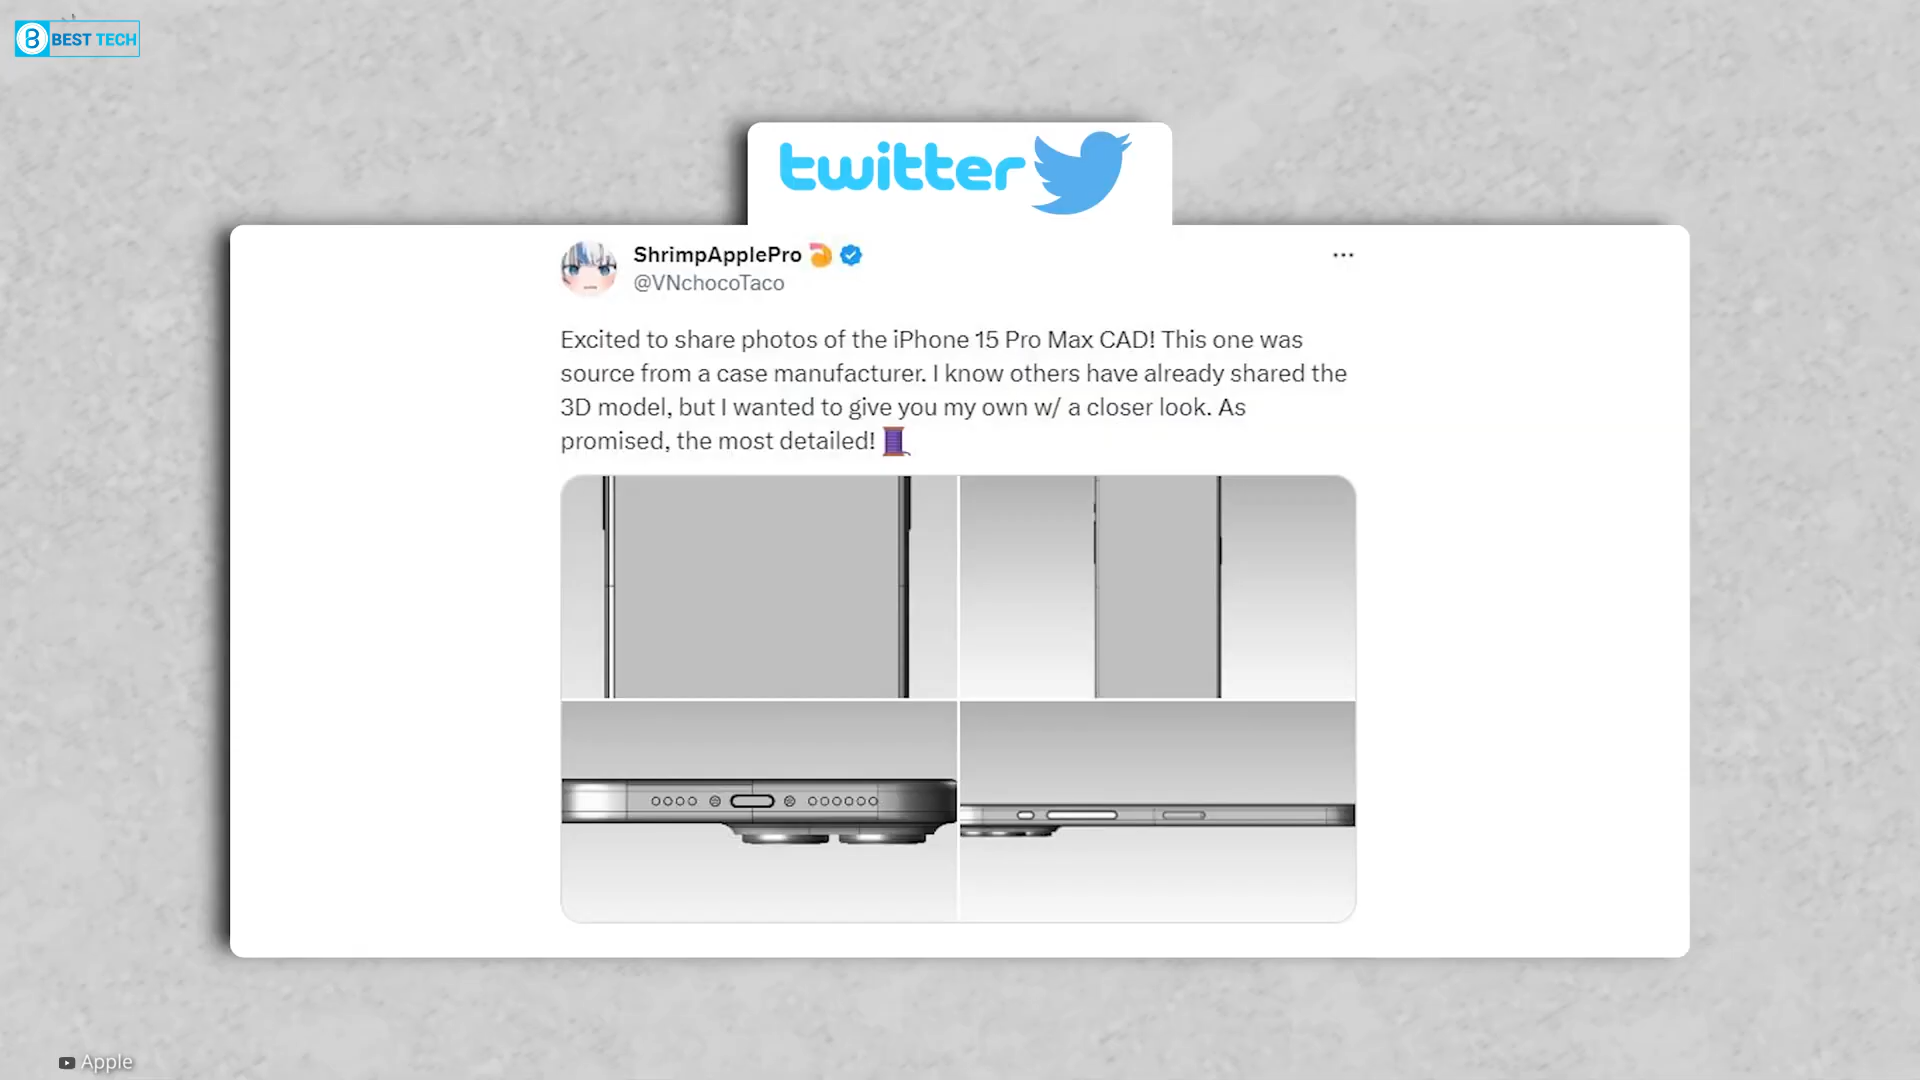 BEST TECH
twitter
ShrimpApplePro
@VNchocoTaco
Excited to share photos of the iPhone 15 Pro Max CAD! This one was
source from a case manufacturer. I know others have already shared the
3D model, but I wanted to give you my own w/ a closer look. As
promised, the most detailed!
Apple